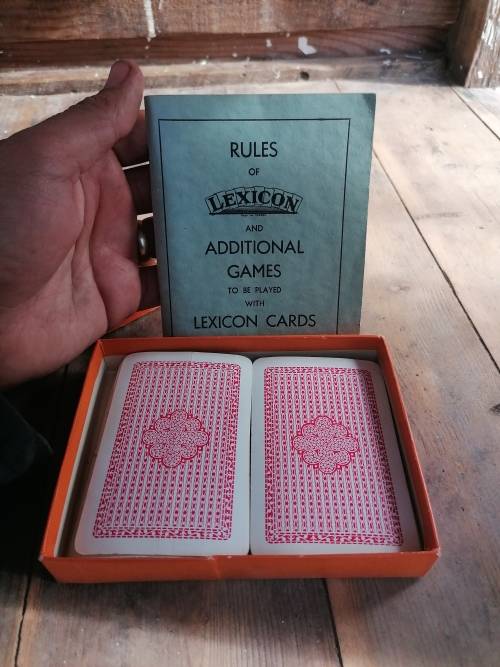 RULES
OF
LEXICON
AND
ADDITIONAL
GAMES
TO BE PLAYED
WITH
LEXICON CARDS